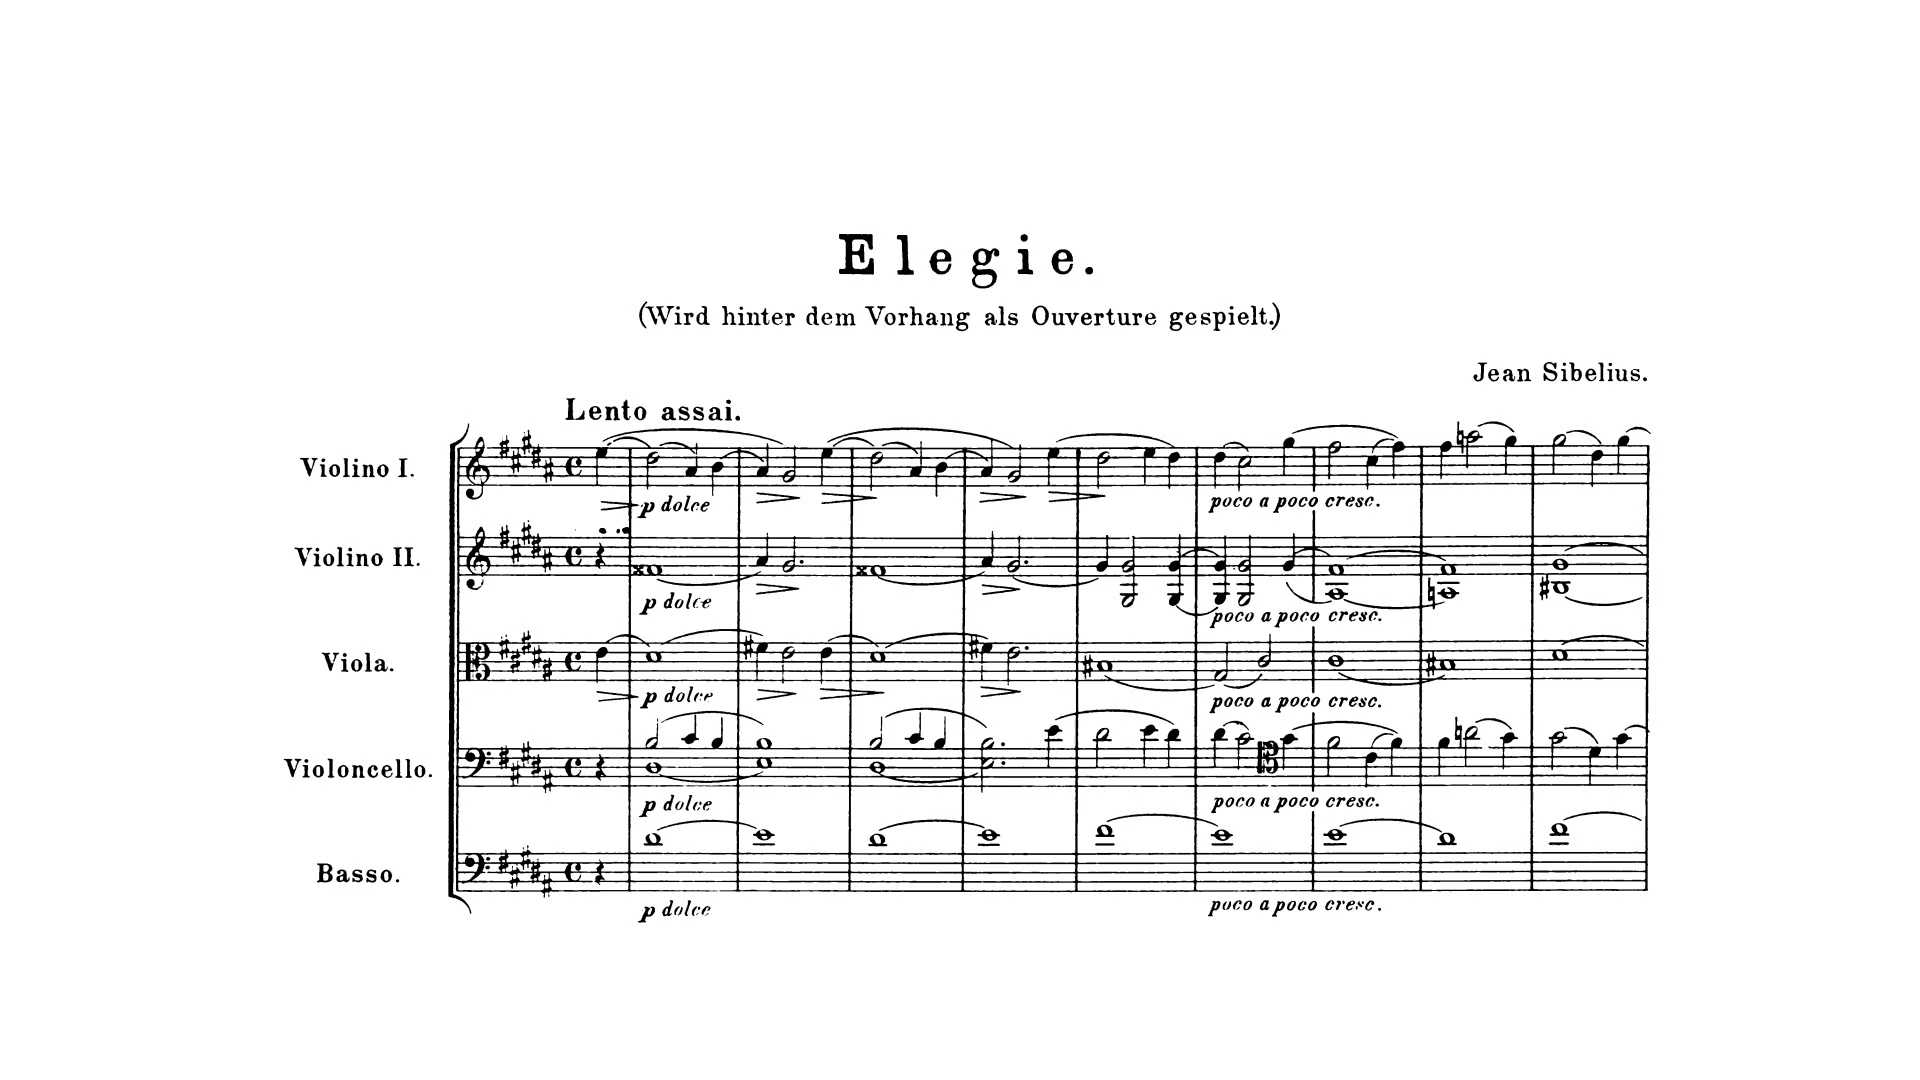 Elegie.
(Wird hinter dem Vorhang als Ouverture gespielt.)
Jean Sibelius.
Lento assai.
Violino I.
p dolce
poco a poco cresc.
Violino II.
p dolce
poco a poco cresc.
Viola.
p dolce
poco a poco cresc.
Violoncello.
p dolce
poco a poco cresc.
Basso.
p dolce
poco a poco cresc.